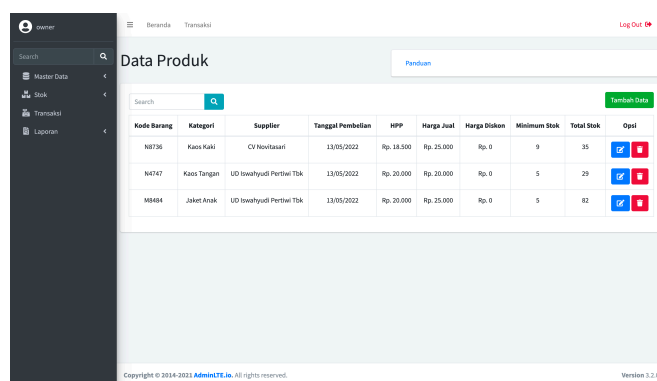 owner
Beranda Transaksi
Log Out
Search
Master Data
Stok
Transaksi
Laporan
Data Produk
Panduan
Search
Tambah Data
Kode Barang Kategori Supplier Tanggal Pembelian HPP Harga Jual Harga Diskon Minimum Stok Total Stok Opsi
N8736 Kaos Kaki CV Novitasari 13/05/2022 Rp. 18.500 Rp. 25.000 Rp. 0 9 35
N4747 Kaos Tangan UD Iswahyudi Pertiwi Tbk 13/05/2022 Rp. 20.000 Rp. 20.000 Rp. 0 5 29
M8484 Jaket Anak UD Iswahyudi Pertiwi Tbk 13/05/2022 Rp. 20.000 Rp. 25.000 Rp. 0 5 82
Copyright © 2014-2021 AdminLTE.io. All rights reserved.
Version 3.2.0